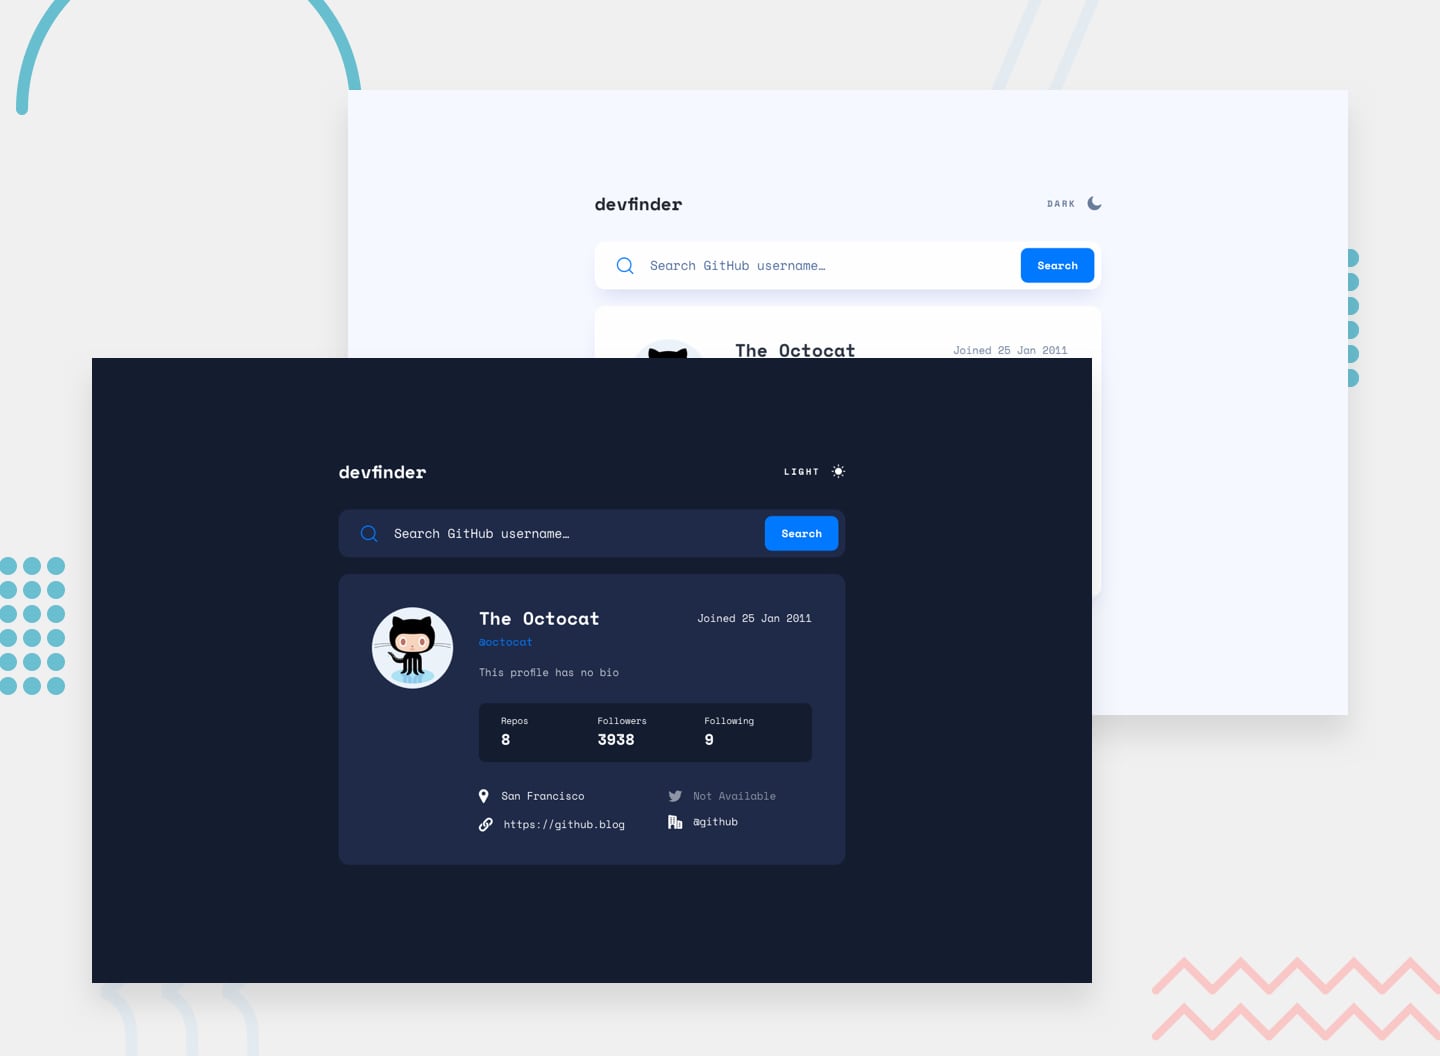 devfinder
DARK
Search GitHub username…
Search
The Octocat
Joined 25 Jan 2011
devfinder
LIGHT
Search GitHub username…
Search
The Octocat
Joined 25 Jan 2011
@octocat
This profile has no bio
Repos
Followers
Following
8
3938
9
San Francisco
Not Available
https://github.blog
@github